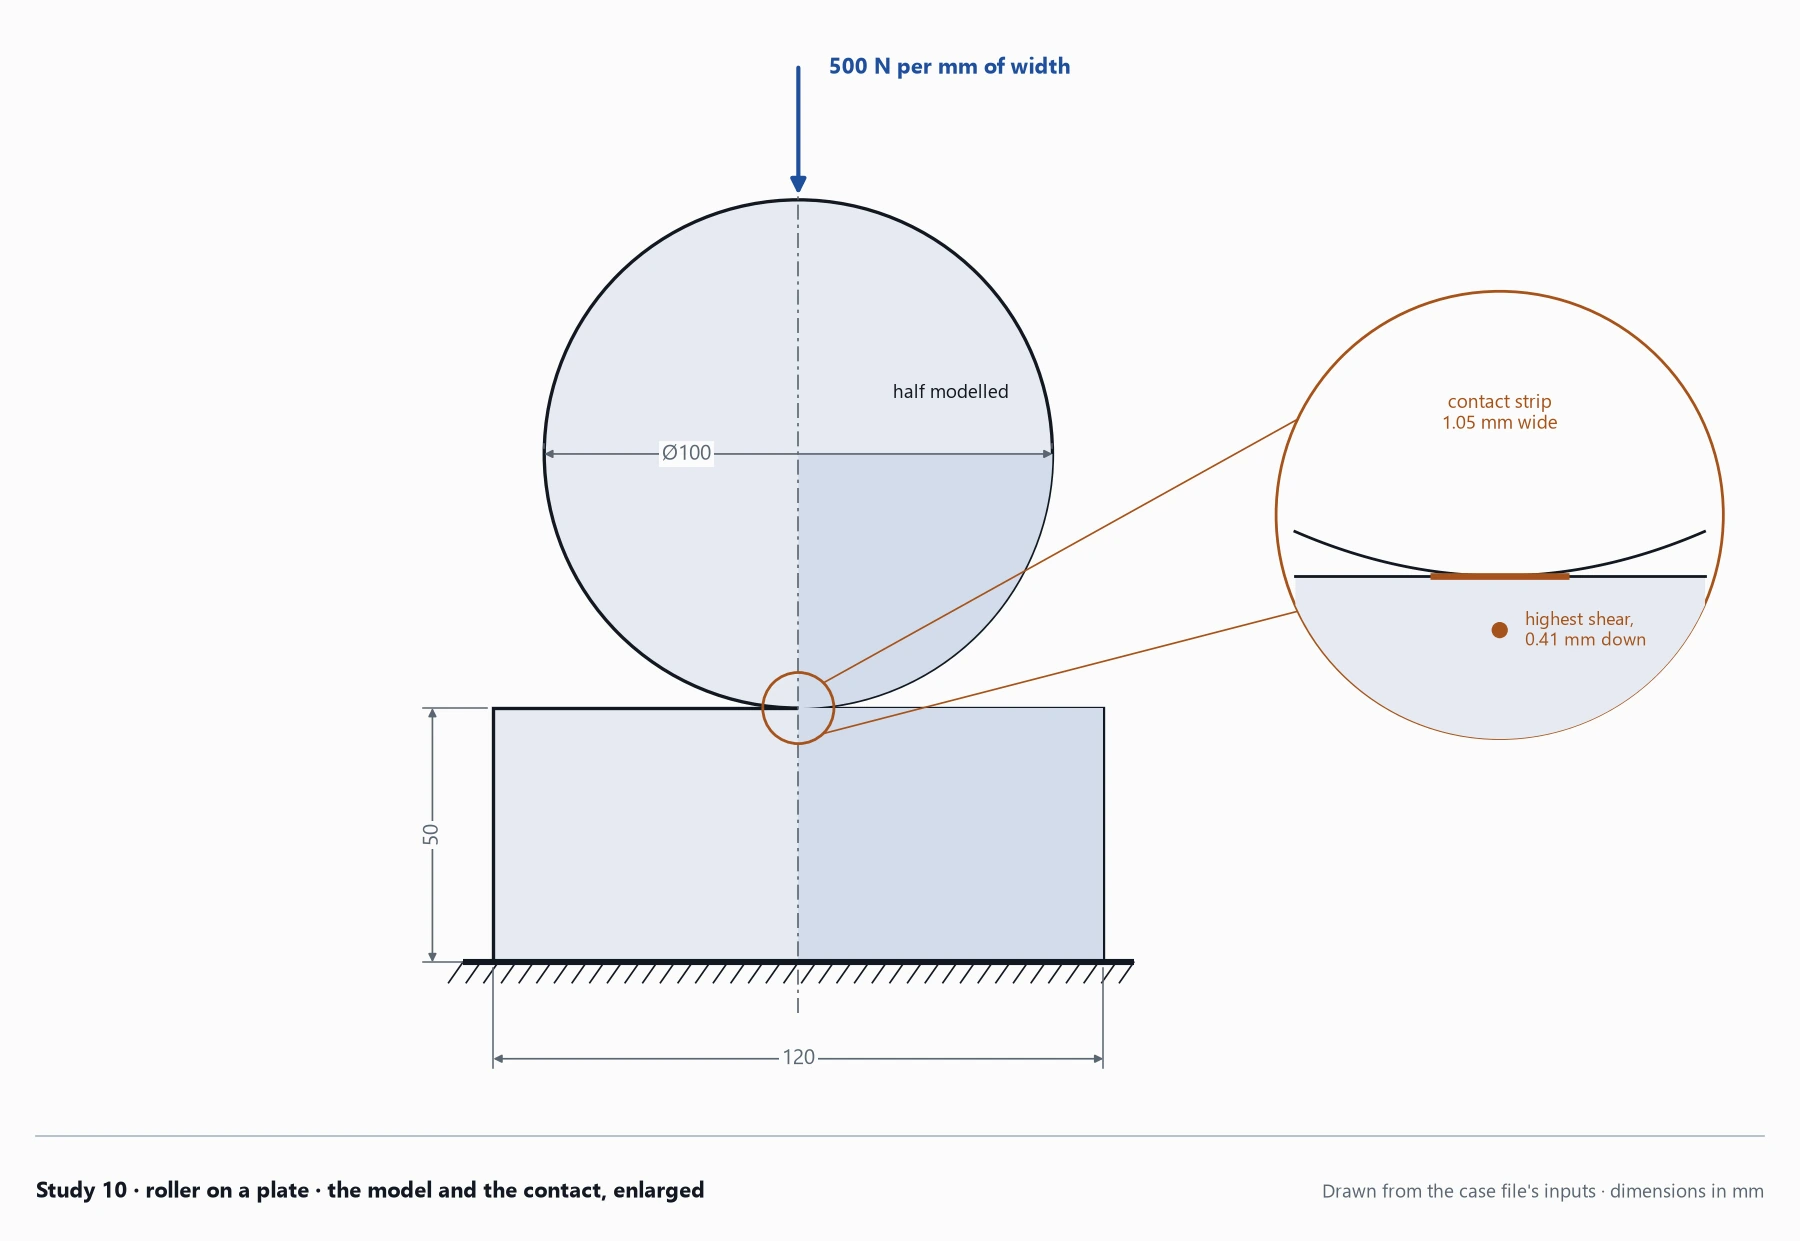 500 N per mm of width
half modelled
Ø100
contact strip
1.05 mm wide
highest shear,
0.41 mm down
50
120
Study 10 · roller on a plate · the model and the contact, enlarged
Drawn from the case file's inputs · dimensions in mm